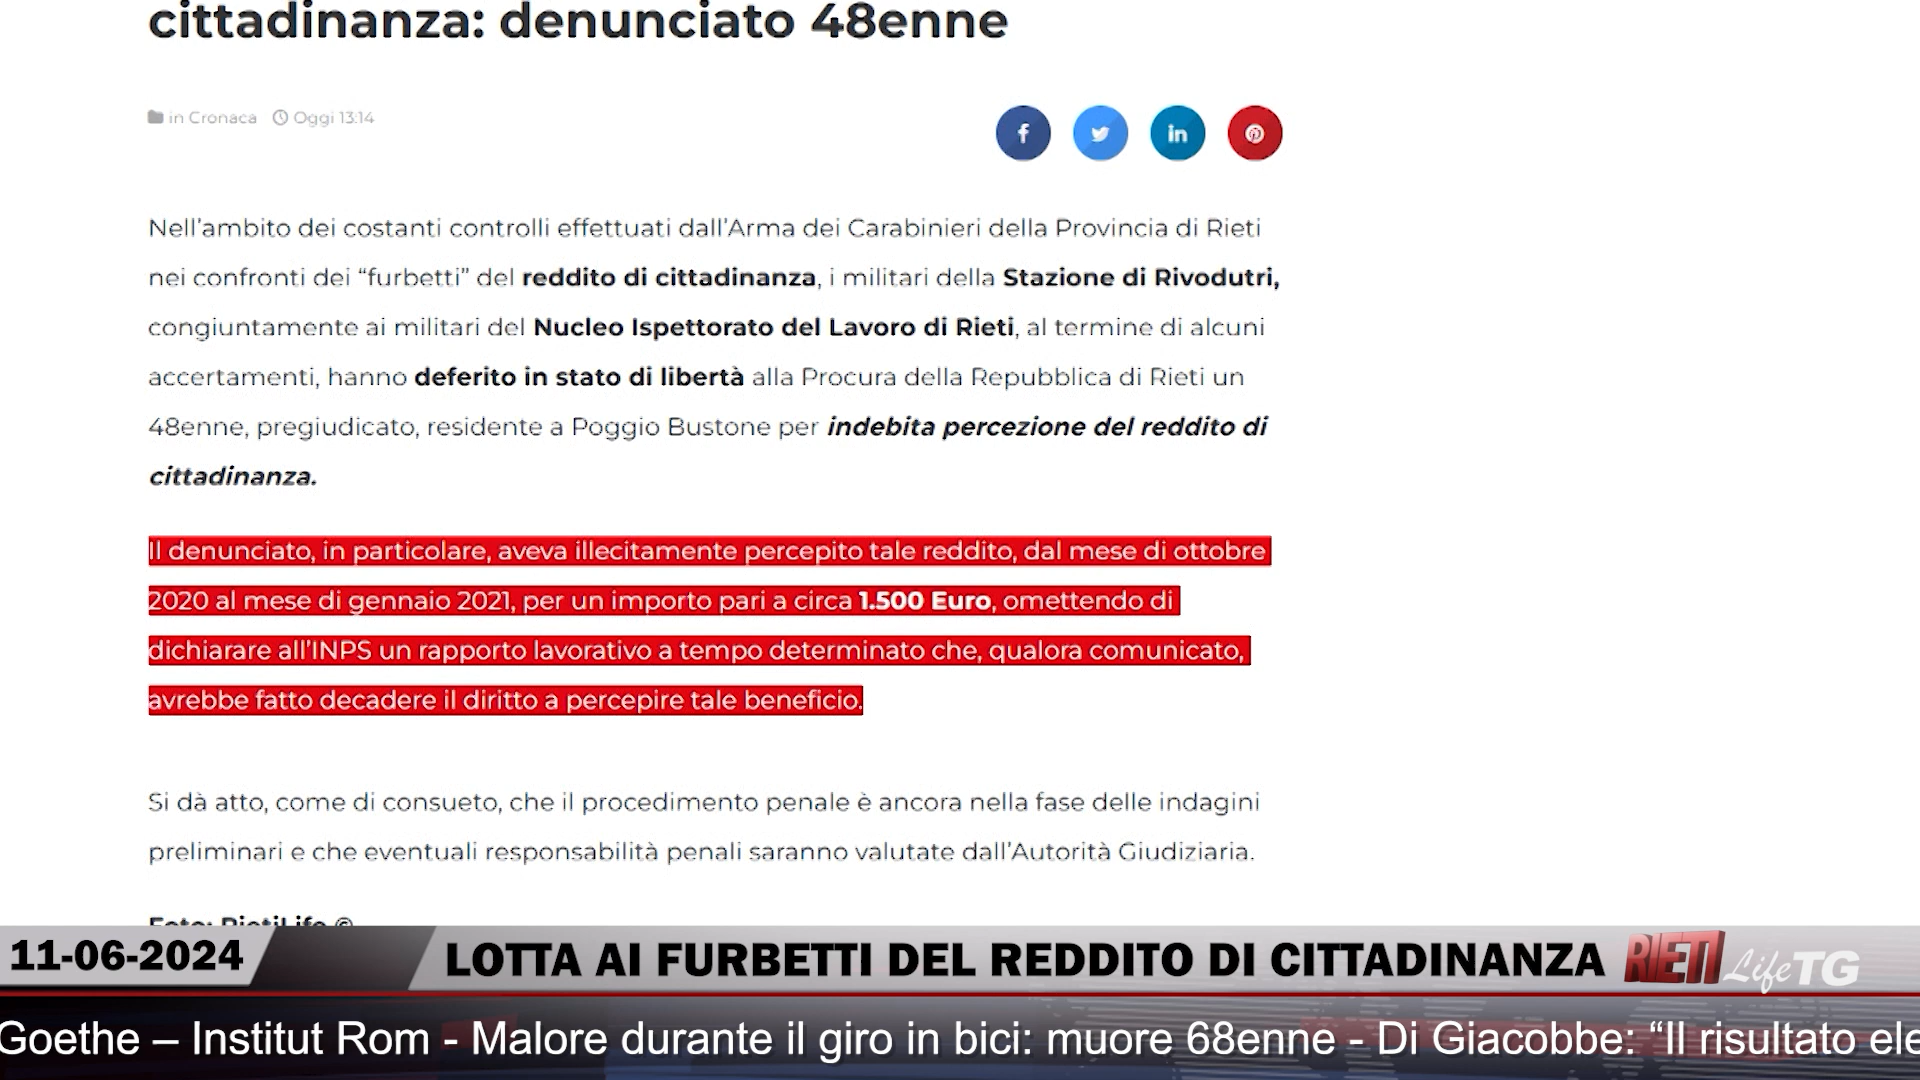 cittadinanza: denunciato 48enne
in Cronaca Oggi 13:14
Nell'ambito dei costanti controlli effettuati dall'Arma dei Carabinieri della Provincia di Rieti
nei confronti dei “furbetti” del reddito di cittadinanza, i militari della Stazione di Rivodutri,
congiuntamente ai militari del Nucleo Ispettorato del Lavoro di Rieti, al termine di alcuni
accertamenti, hanno deferito in stato di libertà alla Procura della Repubblica di Rieti un
48enne, pregiudicato, residente a Poggio Bustone per indebita percezione del reddito di
cittadinanza.
Il denunciato, in particolare, aveva illecitamente percepito tale reddito, dal mese di ottobre
2020 al mese di gennaio 2021, per un importo pari a circa 1.500 Euro, omettendo di
dichiarare all'INPS un rapporto lavorativo a tempo determinato che, qualora comunicato,
avrebbe fatto decadere il diritto a percepire tale beneficio.
Si dà atto, come di consueto, che il procedimento penale è ancora nella fase delle indagini
preliminari e che eventuali responsabilità penali saranno valutate dall'Autorità Giudiziaria.
Foto: RietiLife ©
11-06-2024 LOTTA AI FURBETTI DEL REDDITO DI CITTADINANZA RIETI Life TG
Goethe – Institut Rom - Malore durante il giro in bici: muore 68enne - Di Giacobbe: “Il risultato ele